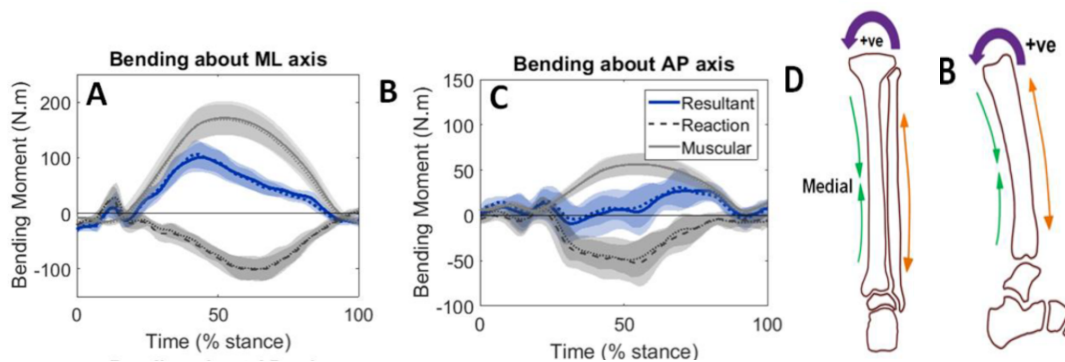 Bending about ML axis
A
Bending Moment (N.m)
200
100
0
-100
0
50
100
Time (% stance)
B
Bending about AP axis
C
Bending Moment (N.m)
150
100
50
0
-50
-100
Resultant
Reaction
Muscular
0
50
100
Time (% stance)
+ve
D
Medial
B
+ve